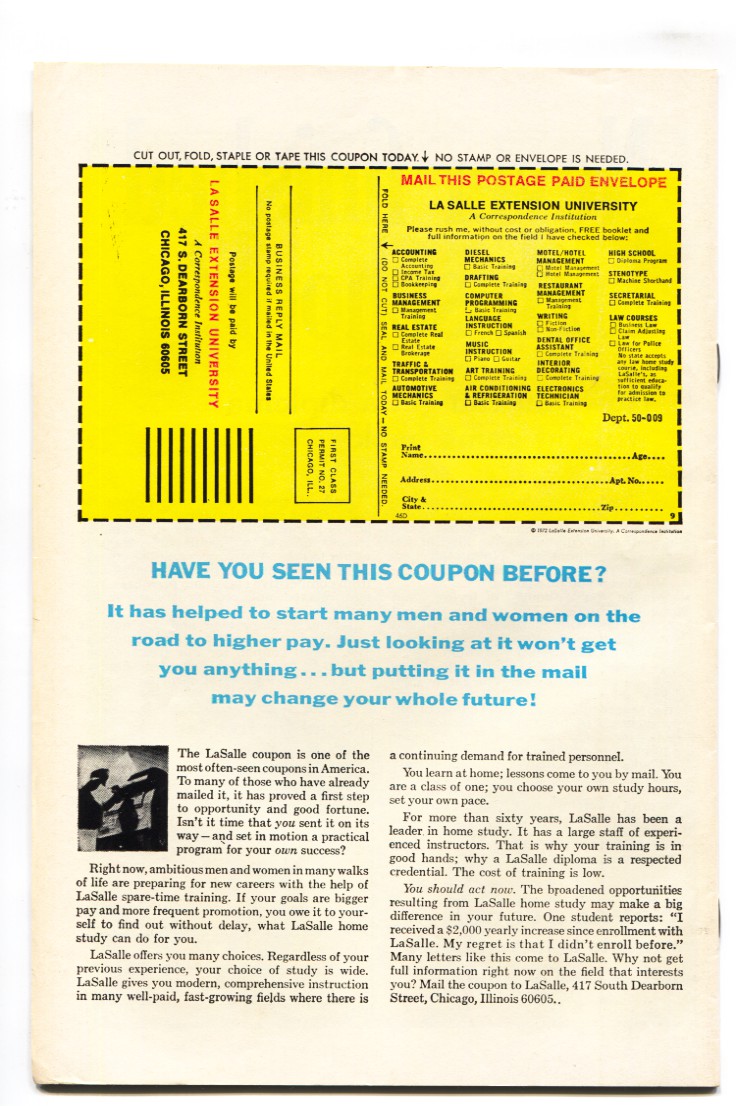 CUT OUT, FOLD, STAPLE OR TAPE THIS COUPON TODAY. ↓ NO STAMP OR ENVELOPE IS NEEDED.
Postage will be paid by
LA SALLE EXTENSION UNIVERSITY
A Correspondence Institution
417 S. DEARBORN STREET
CHICAGO, ILLINOIS 60605
BUSINESS REPLY MAIL
No postage stamp required if mailed in the United States
FIRST CLASS
PERMIT NO. 27
CHICAGO, ILL.
FOLD HERE → (DO NOT CUT) SEAL AND MAIL TODAY—NO STAMP NEEDED.
MAIL THIS POSTAGE PAID ENVELOPE
LA SALLE EXTENSION UNIVERSITY
A Correspondence Institution
Please rush me, without cost or obligation, FREE booklet and
full information on the field I have checked below:
ACCOUNTING
☐ Complete
Accounting
☐ Income Tax
☐ CPA Training
☐ Bookkeeping
BUSINESS
MANAGEMENT
☐ Management
Training
REAL ESTATE
☐ Complete Real
Estate
☐ Real Estate
Brokerage
TRAFFIC &
TRANSPORTATION
☐ Complete Training
AUTOMOTIVE
MECHANICS
☐ Basic Training
DIESEL
MECHANICS
☐ Basic Training
DRAFTING
☐ Complete Training
COMPUTER
PROGRAMMING
☐ Basic Training
LANGUAGE
INSTRUCTION
☐ French ☐ Spanish
MUSIC
INSTRUCTION
☐ Piano ☐ Guitar
ART TRAINING
☐ Complete Training
AIR CONDITIONING
& REFRIGERATION
☐ Basic Training
MOTEL/HOTEL
MANAGEMENT
☐ Motel Management
☐ Hotel Management
RESTAURANT
MANAGEMENT
☐ Management
Training
WRITING
☐ Fiction
☐ Non-Fiction
DENTAL OFFICE
ASSISTANT
☐ Complete Training
INTERIOR
DECORATING
☐ Complete Training
ELECTRONICS
TECHNICIAN
☐ Basic Training
HIGH SCHOOL
☐ Diploma Program
STENOTYPE
☐ Machine Shorthand
SECRETARIAL
☐ Complete Training
LAW COURSES
☐ Business Law
☐ Claim Adjusting
Law
☐ Law for Police
Officers
No state accepts
any law home study
course, including
LaSalle's, as
sufficient educa-
tion to qualify
for admission to
practice law.
Dept. 50-009
Print
Name....................Age....
Address....................Apt. No......
City &
State....................Zip....................
46D 9
© 1972 LaSalle Extension University, A Correspondence Institution
HAVE YOU SEEN THIS COUPON BEFORE?
It has helped to start many men and women on the
road to higher pay. Just looking at it won't get
you anything... but putting it in the mail
may change your whole future!
The LaSalle coupon is one of the
most often-seen coupons in America.
To many of those who have already
mailed it, it has proved a first step
to opportunity and good fortune.
Isn't it time that you sent it on its
way—and set in motion a practical
program for your own success?
Right now, ambitious men and women in many walks
of life are preparing for new careers with the help of
LaSalle spare-time training. If your goals are bigger
pay and more frequent promotion, you owe it to your-
self to find out without delay, what LaSalle home
study can do for you.
LaSalle offers you many choices. Regardless of your
previous experience, your choice of study is wide.
LaSalle gives you modern, comprehensive instruction
in many well-paid, fast-growing fields where there is
a continuing demand for trained personnel.
You learn at home; lessons come to you by mail. You
are a class of one; you choose your own study hours,
set your own pace.
For more than sixty years, LaSalle has been a
leader in home study. It has a large staff of experi-
enced instructors. That is why your training is in
good hands; why a LaSalle diploma is a respected
credential. The cost of training is low.
You should act now. The broadened opportunities
resulting from LaSalle home study may make a big
difference in your future. One student reports: "I
received a $2,000 yearly increase since enrollment with
LaSalle. My regret is that I didn't enroll before."
Many letters like this come to LaSalle. Why not get
full information right now on the field that interests
you? Mail the coupon to LaSalle, 417 South Dearborn
Street, Chicago, Illinois 60605..